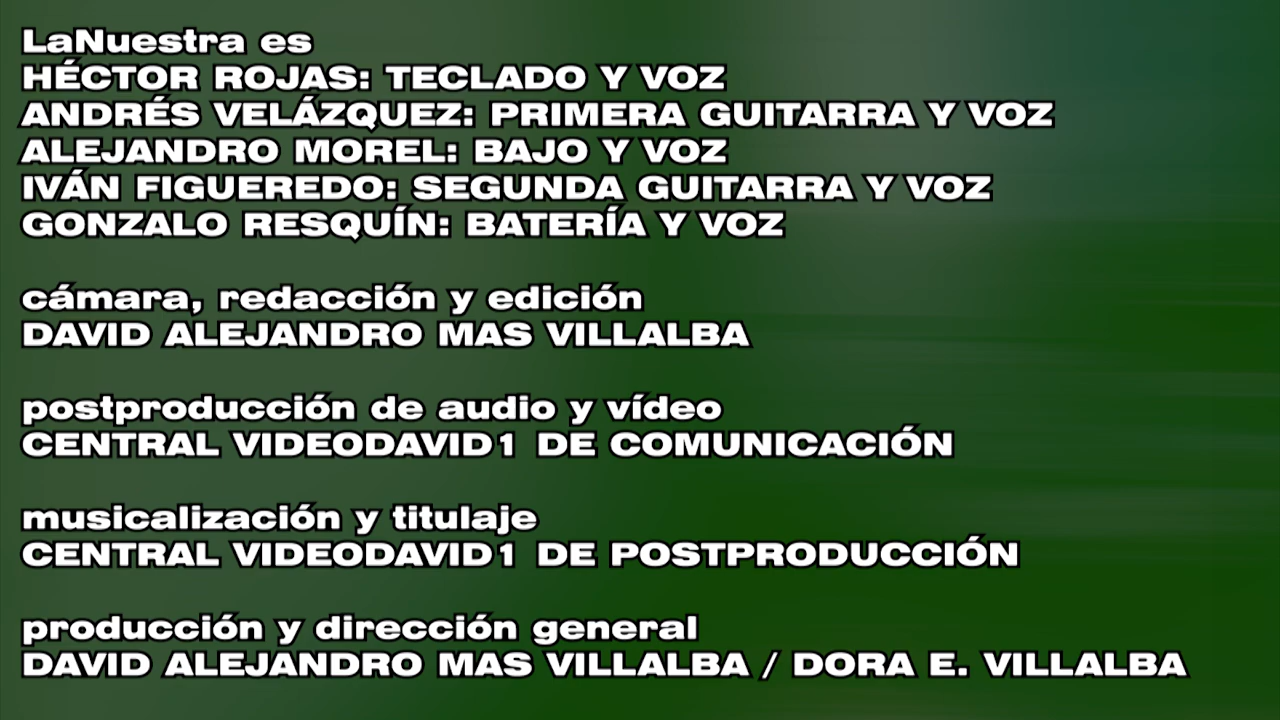 LaNuestra es
HÉCTOR ROJAS: TECLADO Y VOZ
ANDRÉS VELÁZQUEZ: PRIMERA GUITARRA Y VOZ
ALEJANDRO MOREL: BAJO Y VOZ
IVÁN FIGUEREDO: SEGUNDA GUITARRA Y VOZ
GONZALO RESQUÍN: BATERÍA Y VOZ
cámara, redacción y edición
DAVID ALEJANDRO MAS VILLALBA
postproducción de audio y vídeo
CENTRAL VIDEODAVID1 DE COMUNICACIÓN
musicalización y titulaje
CENTRAL VIDEODAVID1 DE POSTPRODUCCIÓN
producción y dirección general
DAVID ALEJANDRO MAS VILLALBA / DORA E. VILLALBA